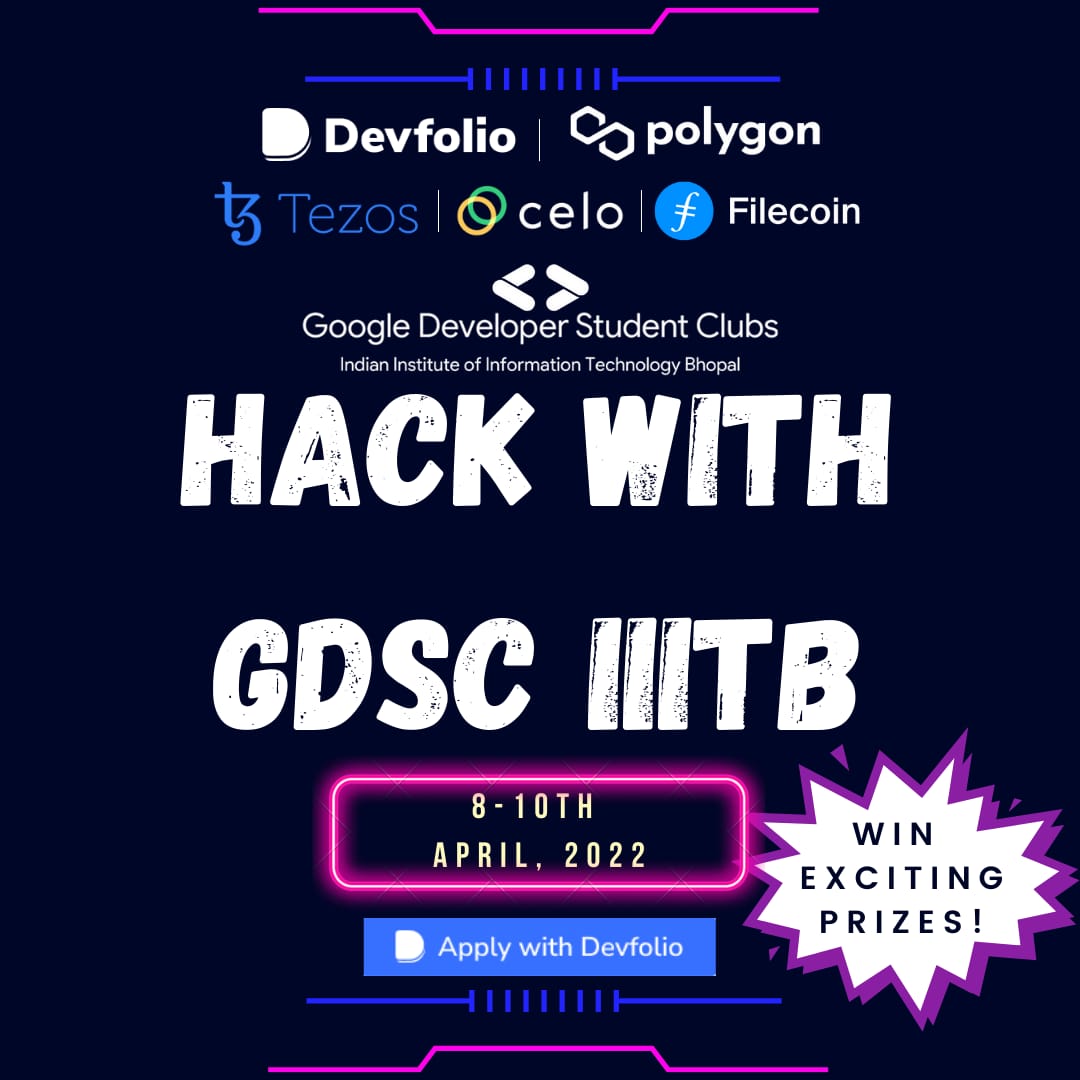 Devfolio polygon
Tezos celo Filecoin
Google Developer Student Clubs
Indian Institute of Information Technology Bhopal
HACK WITH
GDSC IIITB
8-10TH
APRIL, 2022
WIN
EXCITING
PRIZES!
Apply with Devfolio